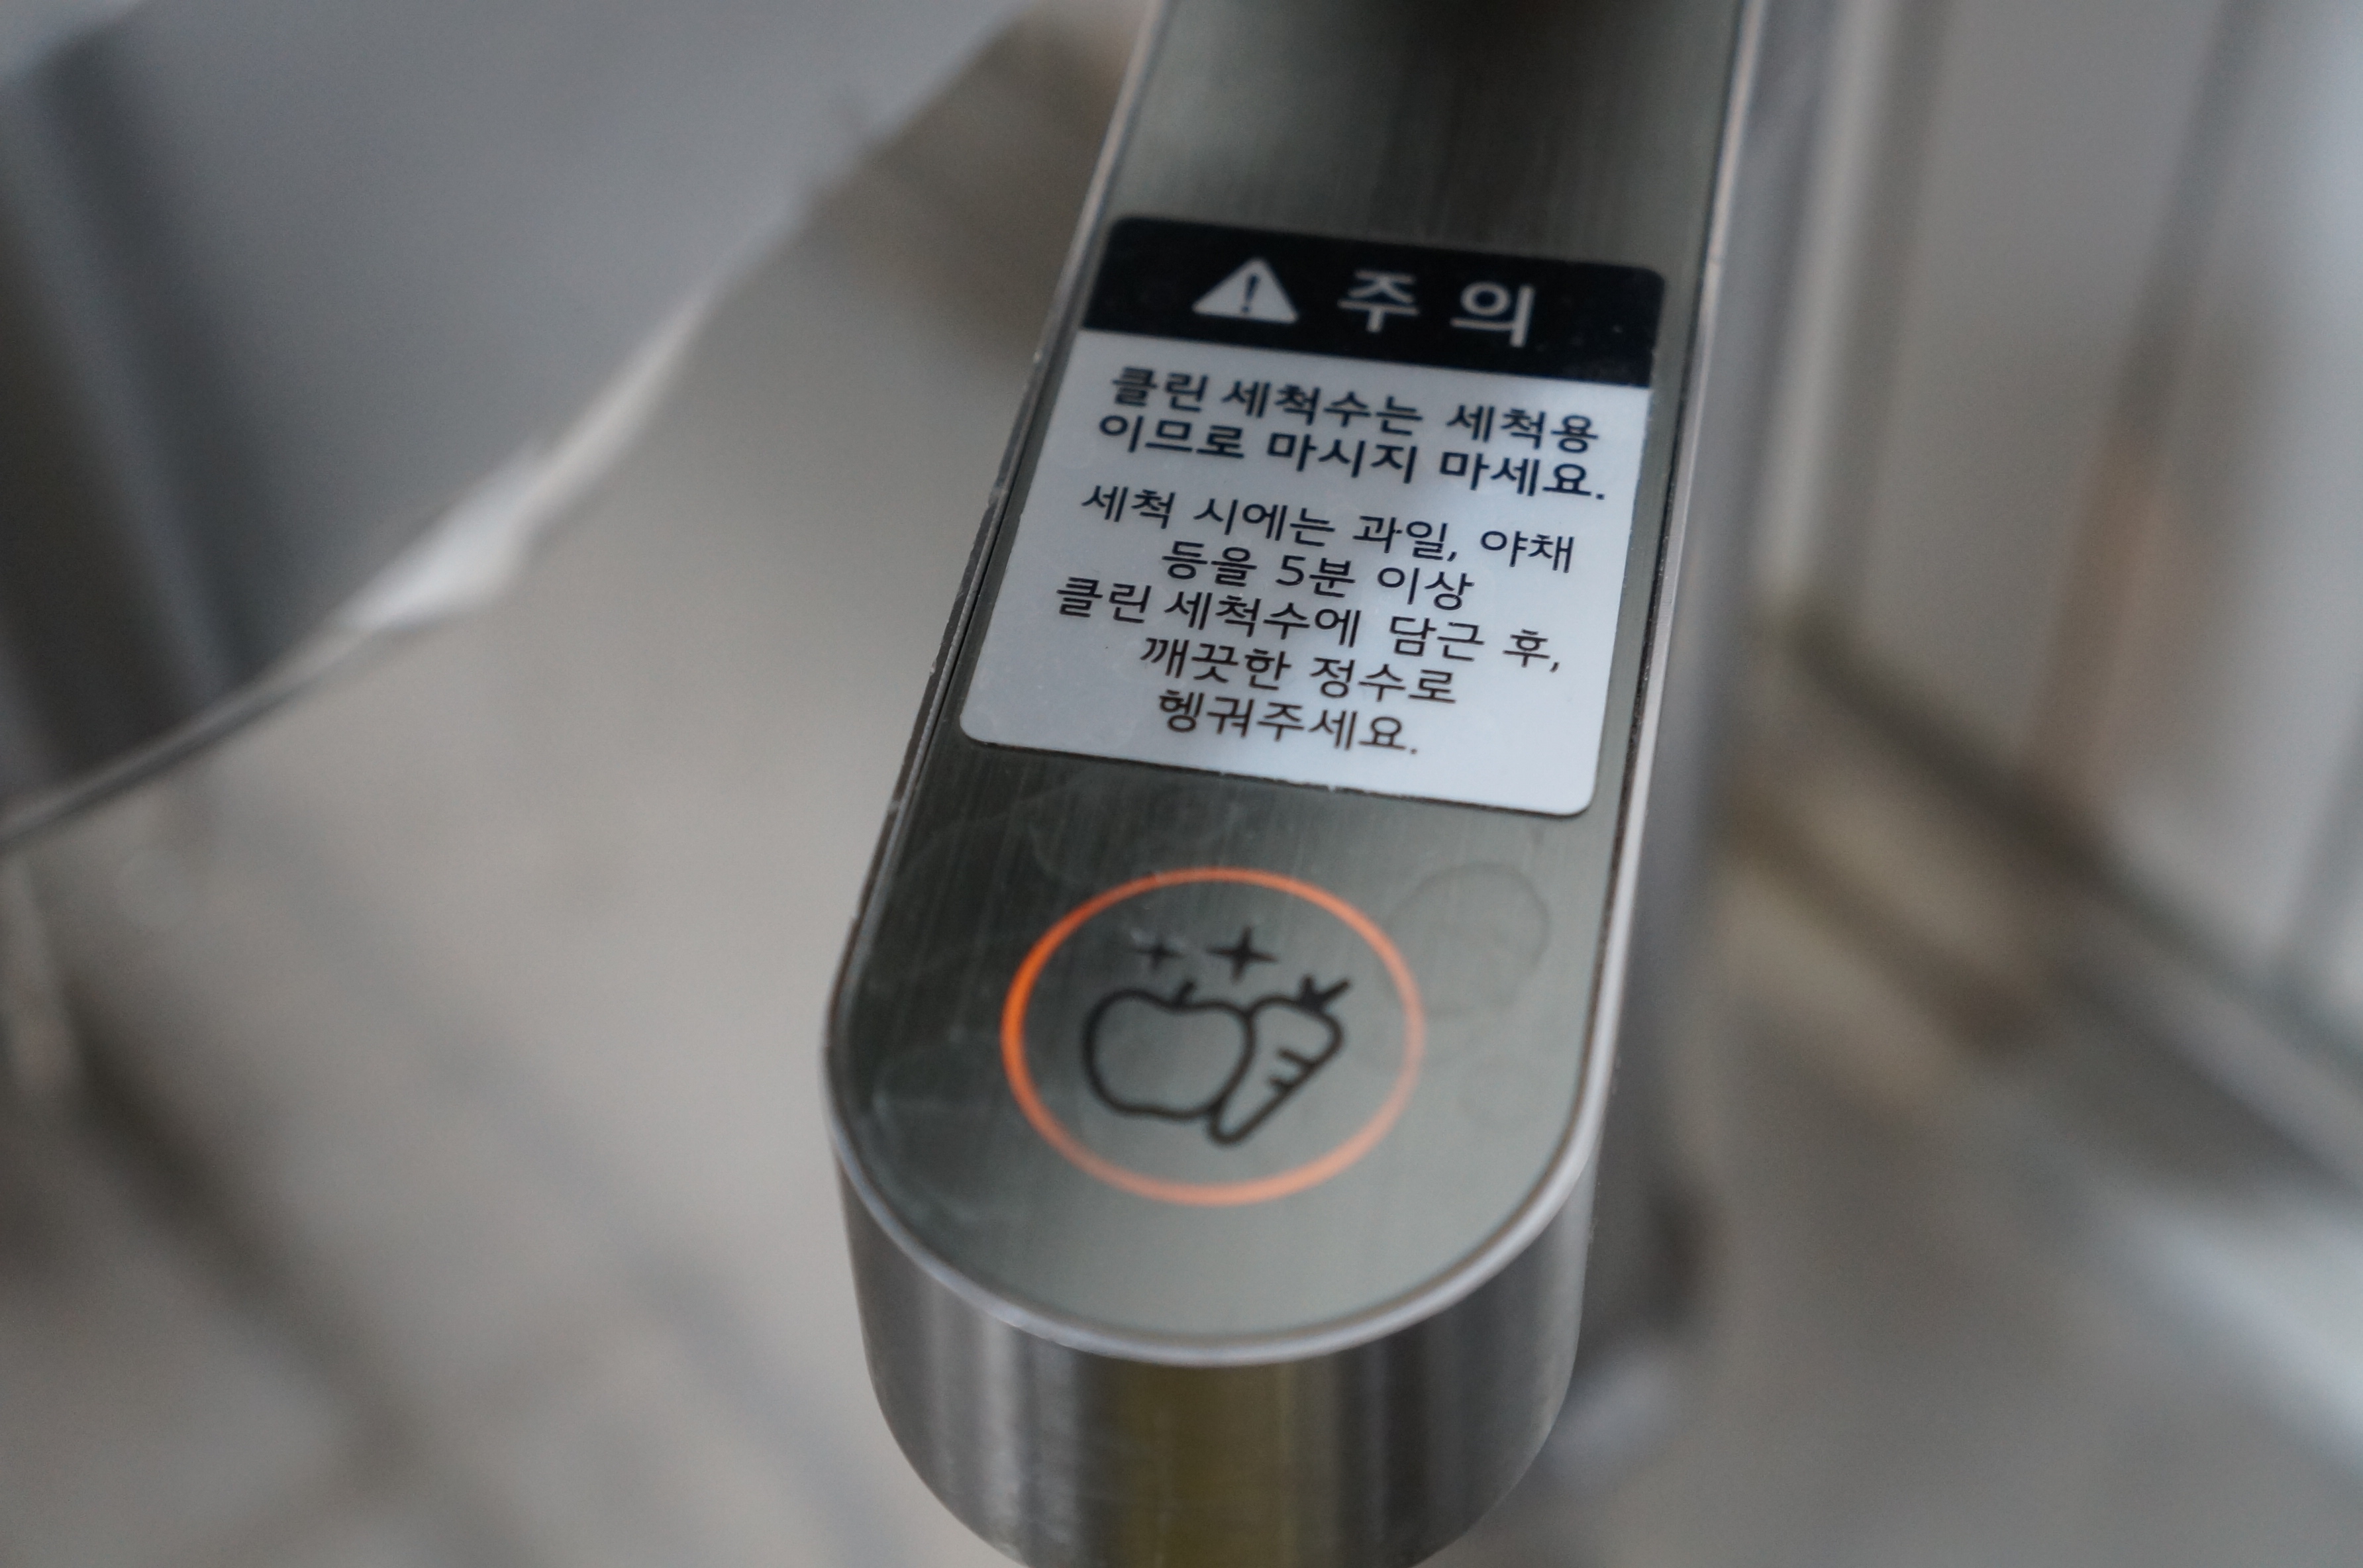 주의
클린 세척수는 세척용
이므로 마시지 마세요.
세척 시에는 과일, 야채
등을 5분 이상
클린 세척수에 담근 후,
깨끗한 정수로
헹궈주세요.